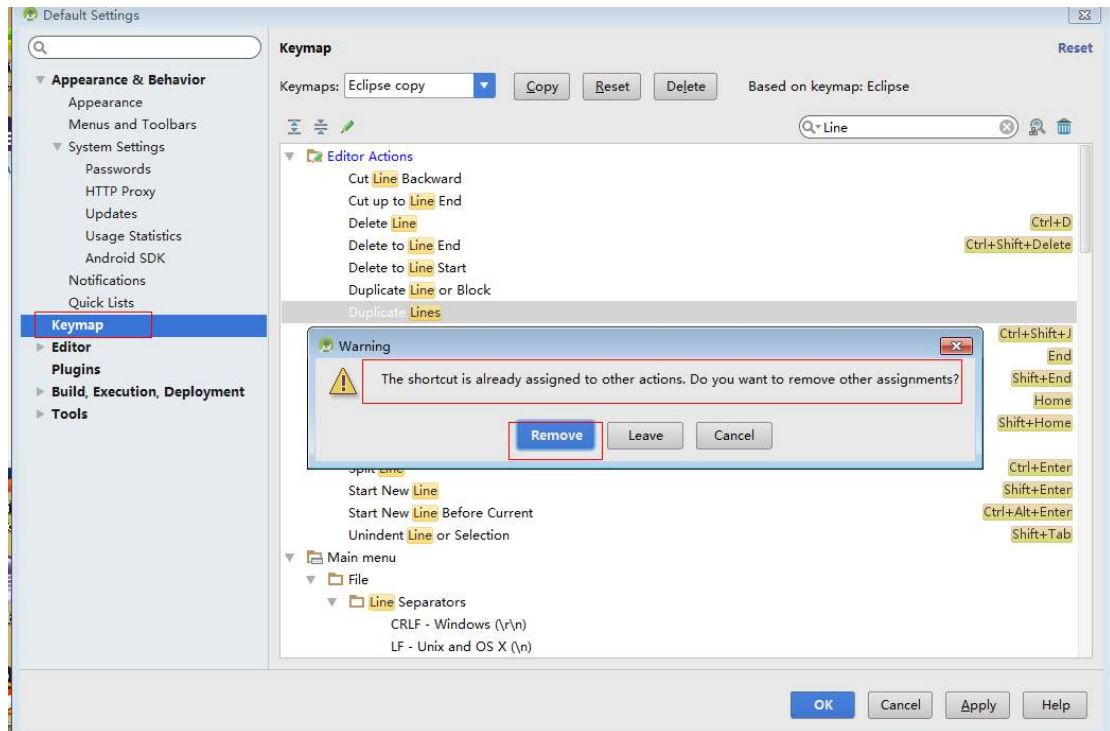 Default Settings
Keymap
Reset
Appearance & Behavior
Appearance
Menus and Toolbars
System Settings
Passwords
HTTP Proxy
Updates
Usage Statistics
Android SDK
Notifications
Quick Lists
Keymap
Editor
Plugins
Build, Execution, Deployment
Tools
Keymaps: Eclipse copy Copy Reset Delete Based on keymap: Eclipse
Line
Editor Actions
Cut Line Backward
Cut up to Line End
Delete Line Ctrl+D
Delete to Line End Ctrl+Shift+Delete
Delete to Line Start
Duplicate Line or Block
Duplicate Lines
Ctrl+Shift+J
End
Shift+End
Home
Shift+Home
Warning
The shortcut is already assigned to other actions. Do you want to remove other assignments?
Remove Leave Cancel
Split Line Ctrl+Enter
Start New Line Shift+Enter
Start New Line Before Current Ctrl+Alt+Enter
Unindent Line or Selection Shift+Tab
Main menu
File
Line Separators
CRLF - Windows (\r\n)
LF - Unix and OS X (\n)
OK Cancel Apply Help